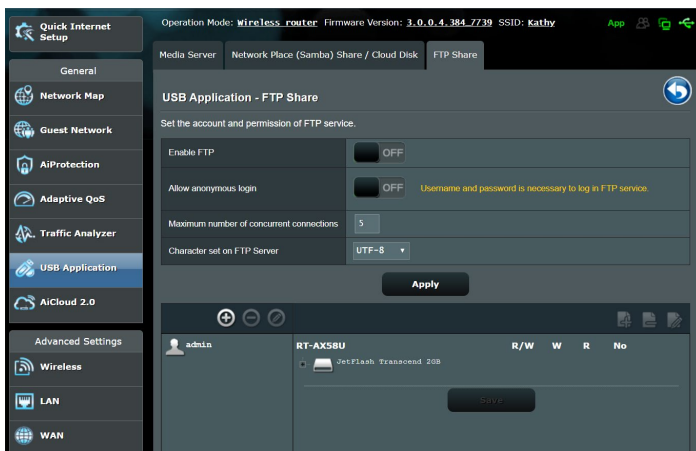 Quick Internet
Setup
Operation Mode: Wireless router Firmware Version: 3.0.0.4.384_7739 SSID: Kathy
App
Media Server
Network Place (Samba) Share / Cloud Disk
FTP Share
General
Network Map
Guest Network
AiProtection
Adaptive QoS
Traffic Analyzer
USB Application
AiCloud 2.0
Advanced Settings
Wireless
LAN
WAN
USB Application - FTP Share
Set the account and permission of FTP service.
Enable FTP
OFF
Allow anonymous login
OFF
Username and password is necessary to log in FTP service.
Maximum number of concurrent connections
5
Character set on FTP Server
UTF-8
Apply
admin
RT-AX58U
R/W W R No
JetFlash Transcend 2GB
Save